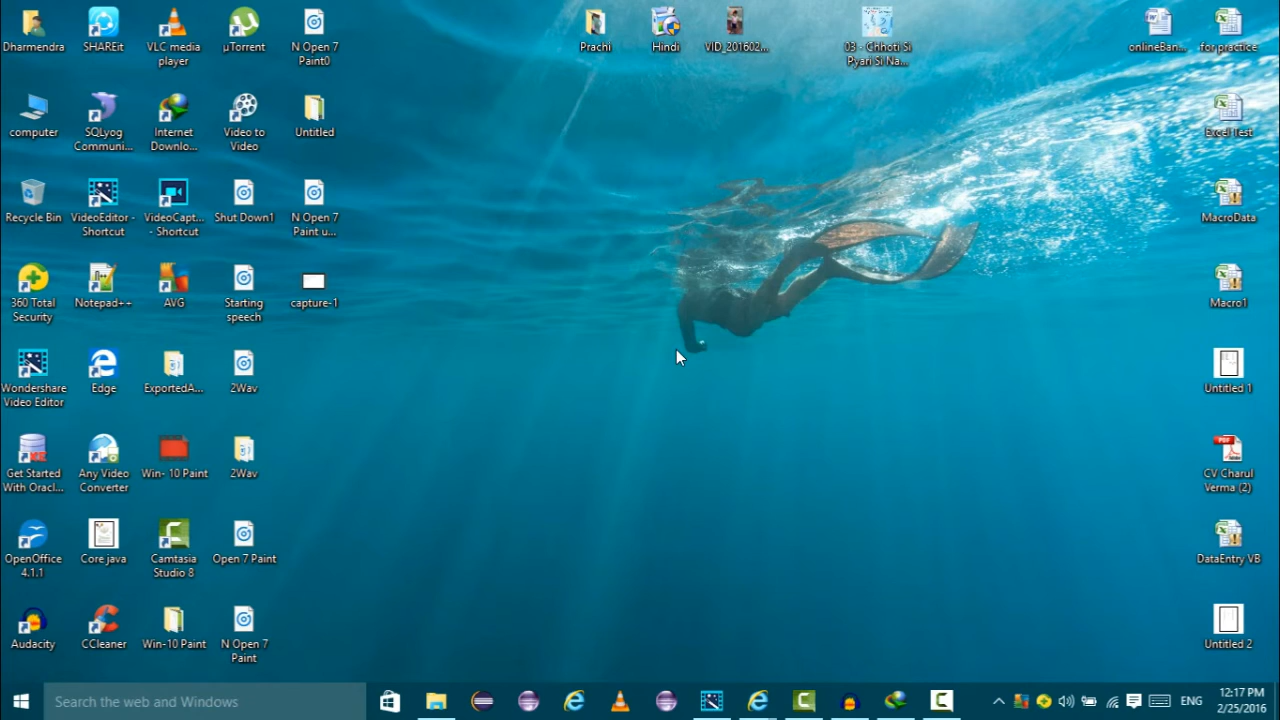 Dharmendra
SHAREit
VLC media
player
µTorrent
N Open 7
Paint0
Prachi
Hindi
VID_201602...
03 - Chhoti Si
Pyari Si Na...
onlineBan...
for practice
computer
SQLyog
Communi...
Internet
Downlo...
Video to
Video
Untitled
Excel Test
Recycle Bin
VideoEditor -
Shortcut
VideoCapt...
- Shortcut
Shut Down1
N Open 7
Paint u...
MacroData
360 Total
Security
Notepad++
AVG
Starting
speech
capture-1
Macro1
Wondershare
Video Editor
Edge
ExportedA...
2Wav
Untitled 1
Get Started
With Oracl...
Any Video
Converter
Win- 10 Paint
2Wav
PDF
CV Charul
Verma (2)
OpenOffice
4.1.1
Core java
Camtasia
Studio 8
Open 7 Paint
DataEntry VB
Audacity
CCleaner
Win-10 Paint
N Open 7
Paint
Untitled 2
Search the web and Windows
ENG
12:17 PM
2/25/2016